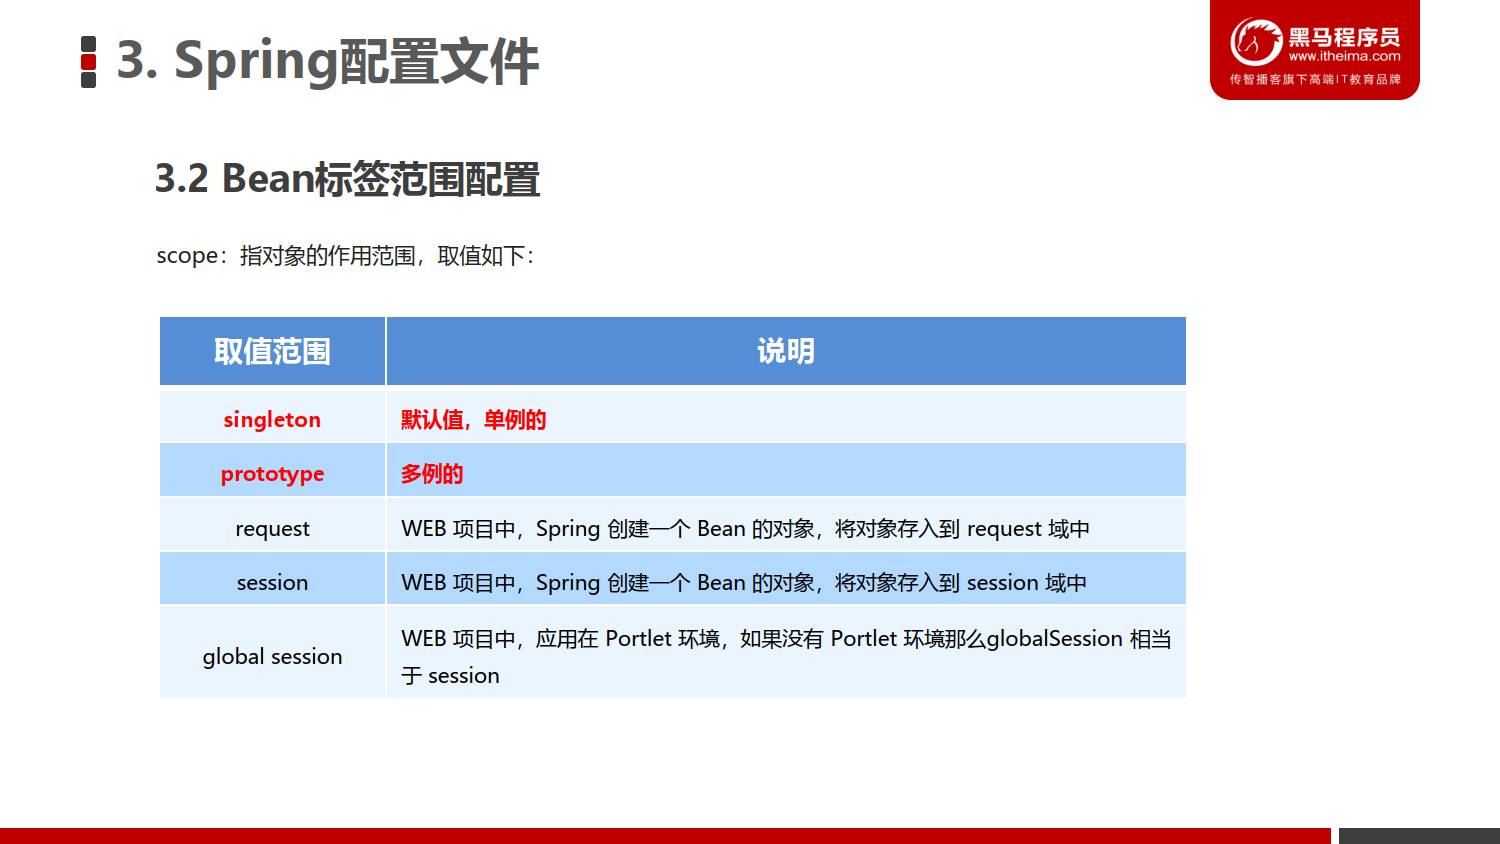 3. Spring配置文件
黑马程序员
www.itheima.com
传智播客旗下高端IT教育品牌
3.2 Bean标签范围配置
scope：指对象的作用范围，取值如下：
取值范围 说明
singleton 默认值，单例的
prototype 多例的
request WEB 项目中，Spring 创建一个 Bean 的对象，将对象存入到 request 域中
session WEB 项目中，Spring 创建一个 Bean 的对象，将对象存入到 session 域中
global session WEB 项目中，应用在 Portlet 环境，如果没有 Portlet 环境那么globalSession 相当
于 session